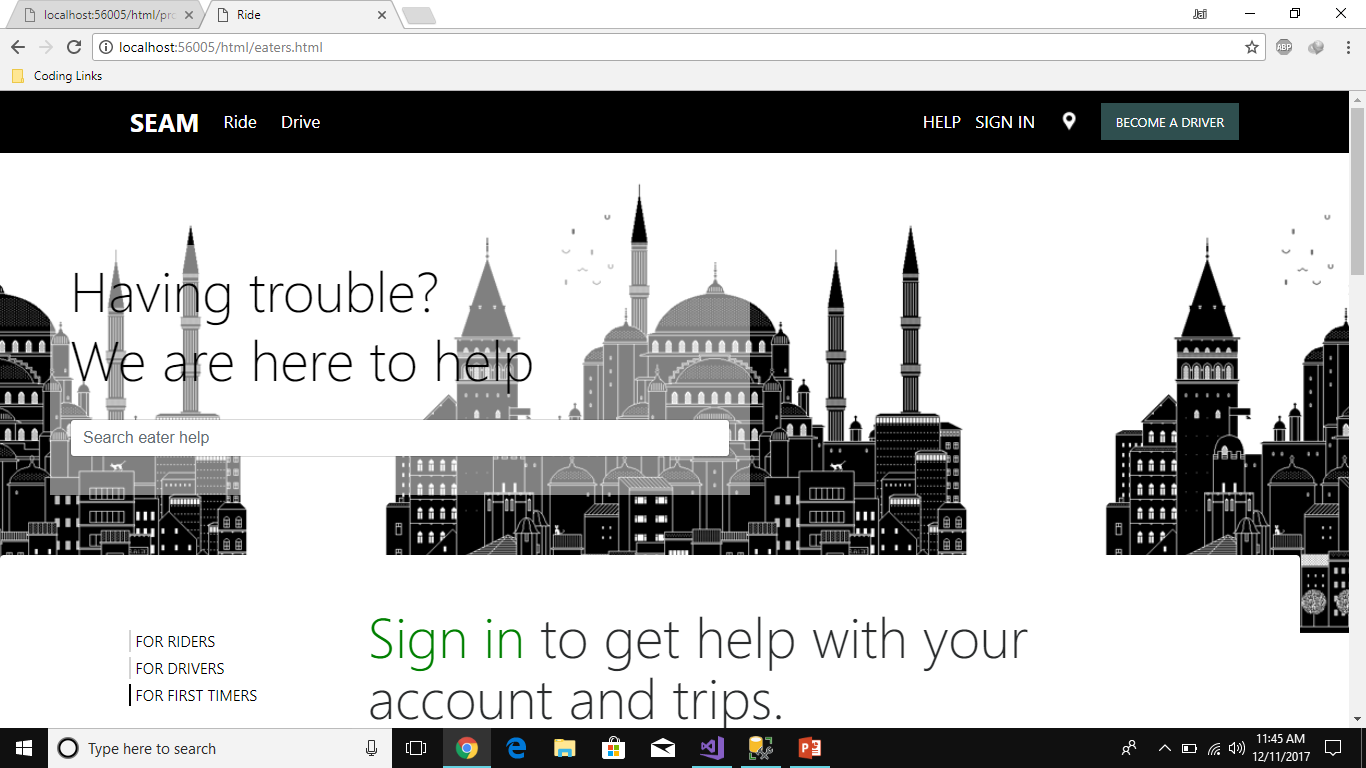 localhost:56005/html/pro
Ride
Jafi
localhost:56005/html/eaters.html
ABP
Coding Links
SEAM Ride Drive HELP SIGN IN BECOME A DRIVER
Having trouble?
We are here to help
Search eater help
Sign in to get help with your
account and trips.
FOR RIDERS
FOR DRIVERS
FOR FIRST TIMERS
Type here to search
11:45 AM
12/11/2017